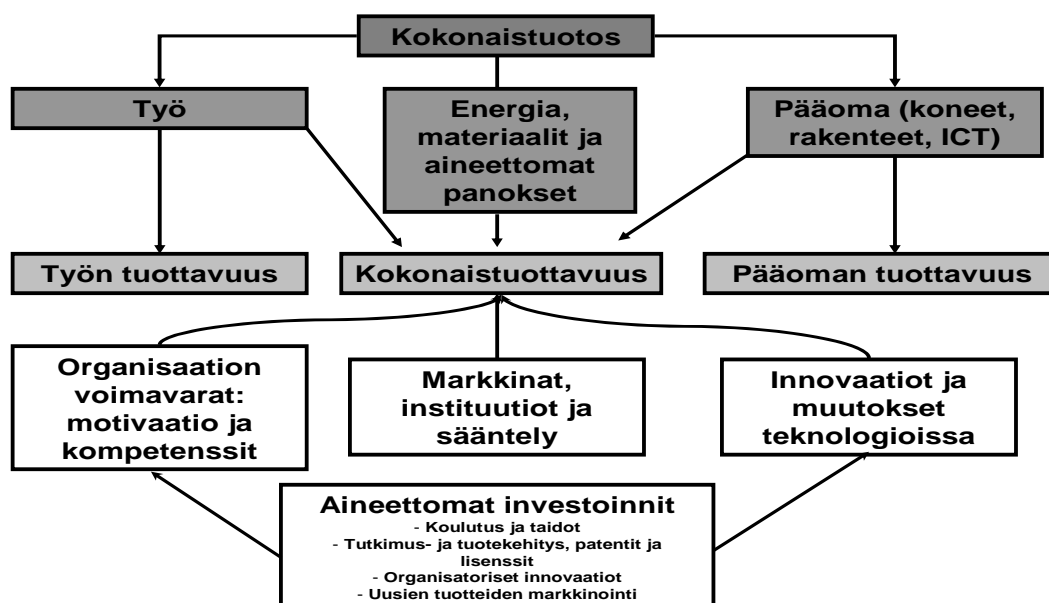 Kokonaistuotos
Työ
Energia,
materiaalit ja
aineettomat
panokset
Pääoma (koneet,
rakenteet, ICT)
Työn tuottavuus
Kokonaistuottavuus
Pääoman tuottavuus
Organisaation
voimavarat:
motivaatio ja
kompetenssit
Markkinat,
instituutiot ja
sääntely
Innovaatiot ja
muutokset
teknologioissa
Aineettomat investoinnit
- Koulutus ja taidot
- Tutkimus- ja tuotekehitys, patentit ja
lisenssit
- Organisatoriset innovaatiot
- Uusien tuotteiden markkinointi